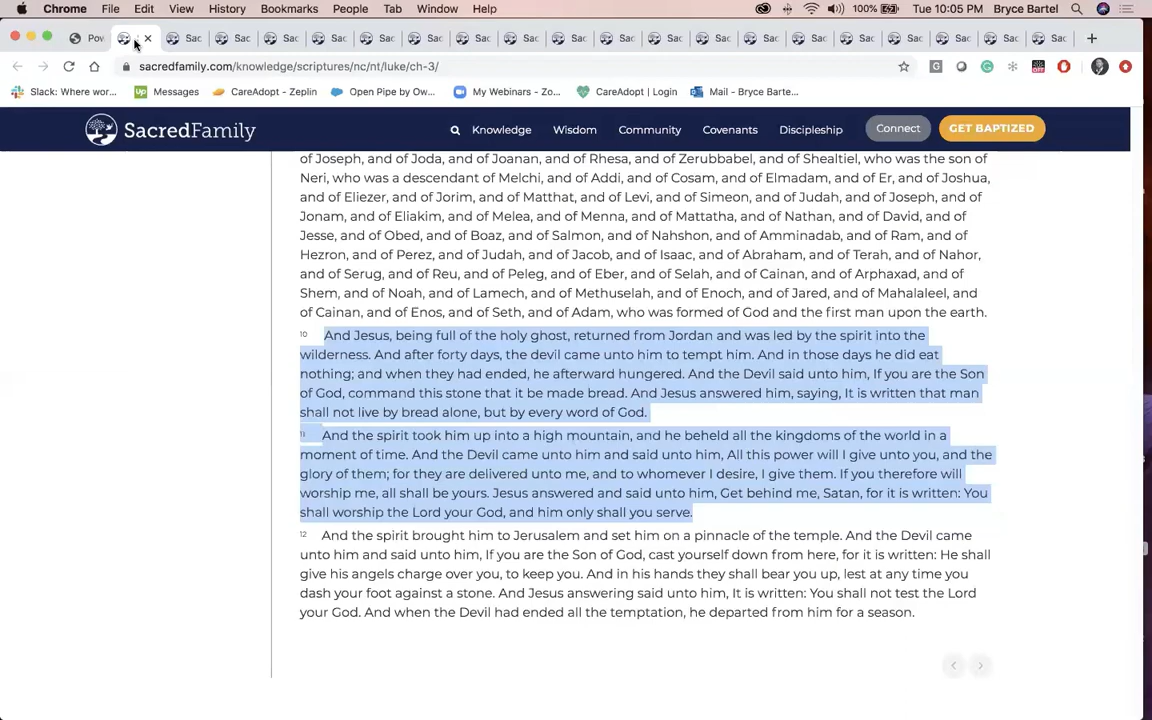 Chrome File Edit View History Bookmarks People Tab Window Help 100% Tue 10:05 PM Bryce Bartel
Pov Sac Sac Sac Sac Sac Sac Sac Sac Sac Sac Sac Sac Sac Sac Sac Sac Sac Sac Sac
sacredfamily.com/knowledge/scriptures/nc/nt/luke/ch-3/
Slack: Where wor... Up Messages CareAdopt – Zeplin Open Pipe by Ow... My Webinars - Zo... CareAdopt | Login Mail - Bryce Barte...
SacredFamily Knowledge Wisdom Community Covenants Discipleship Connect GET BAPTIZED
of Joseph, and of Joda, and of Joanan, and of Rhesa, and of Zerubbabel, and of Shealtiel, who was the son of
Neri, who was a descendant of Melchi, and of Addi, and of Cosam, and of Elmadam, and of Er, and of Joshua,
and of Eliezer, and of Jorim, and of Matthat, and of Levi, and of Simeon, and of Judah, and of Joseph, and of
Jonam, and of Eliakim, and of Melea, and of Menna, and of Mattatha, and of Nathan, and of David, and of
Jesse, and of Obed, and of Boaz, and of Salmon, and of Nahshon, and of Amminadab, and of Ram, and of
Hezron, and of Perez, and of Judah, and of Jacob, and of Isaac, and of Abraham, and of Terah, and of Nahor,
and of Serug, and of Reu, and of Peleg, and of Eber, and of Selah, and of Cainan, and of Arphaxad, and of
Shem, and of Noah, and of Lamech, and of Methuselah, and of Enoch, and of Jared, and of Mahalaleel, and
of Cainan, and of Enos, and of Seth, and of Adam, who was formed of God and the first man upon the earth.
10 And Jesus, being full of the holy ghost, returned from Jordan and was led by the spirit into the
wilderness. And after forty days, the devil came unto him to tempt him. And in those days he did eat
nothing; and when they had ended, he afterward hungered. And the Devil said unto him, If you are the Son
of God, command this stone that it be made bread. And Jesus answered him, saying, It is written that man
shall not live by bread alone, but by every word of God.
11 And the spirit took him up into a high mountain, and he beheld all the kingdoms of the world in a
moment of time. And the Devil came unto him and said unto him, All this power will I give unto you, and the
glory of them; for they are delivered unto me, and to whomever I desire, I give them. If you therefore will
worship me, all shall be yours. Jesus answered and said unto him, Get behind me, Satan, for it is written: You
shall worship the Lord your God, and him only shall you serve.
12 And the spirit brought him to Jerusalem and set him on a pinnacle of the temple. And the Devil came
unto him and said unto him, If you are the Son of God, cast yourself down from here, for it is written: He shall
give his angels charge over you, to keep you. And in his hands they shall bear you up, lest at any time you
dash your foot against a stone. And Jesus answering said unto him, It is written: You shall not test the Lord
your God. And when the Devil had ended all the temptation, he departed from him for a season.